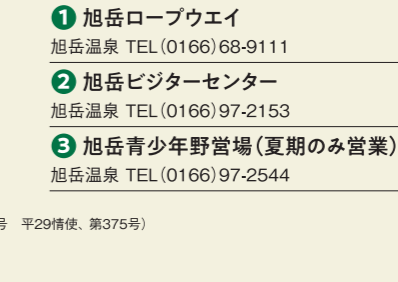 ❶ 旭岳ロープウエイ
旭岳温泉 TEL(0166)68-9111
❷ 旭岳ビジターセンター
旭岳温泉 TEL(0166)97-2153
❸ 旭岳青少年野営場(夏期のみ営業)
旭岳温泉 TEL(0166)97-2544
号 平29情使、第375号)